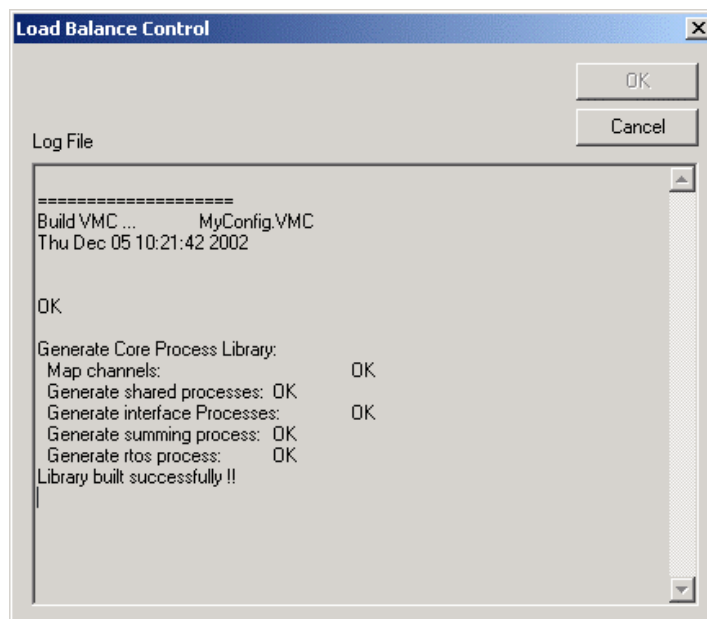 Load Balance Control
OK
Cancel
Log File
====================
Build VMC ... MyConfig.VMC
Thu Dec 05 10:21:42 2002
OK
Generate Core Process Library:
Map channels: OK
Generate shared processes: OK
Generate interface Processes: OK
Generate summing process: OK
Generate rtos process: OK
Library built successfully !!